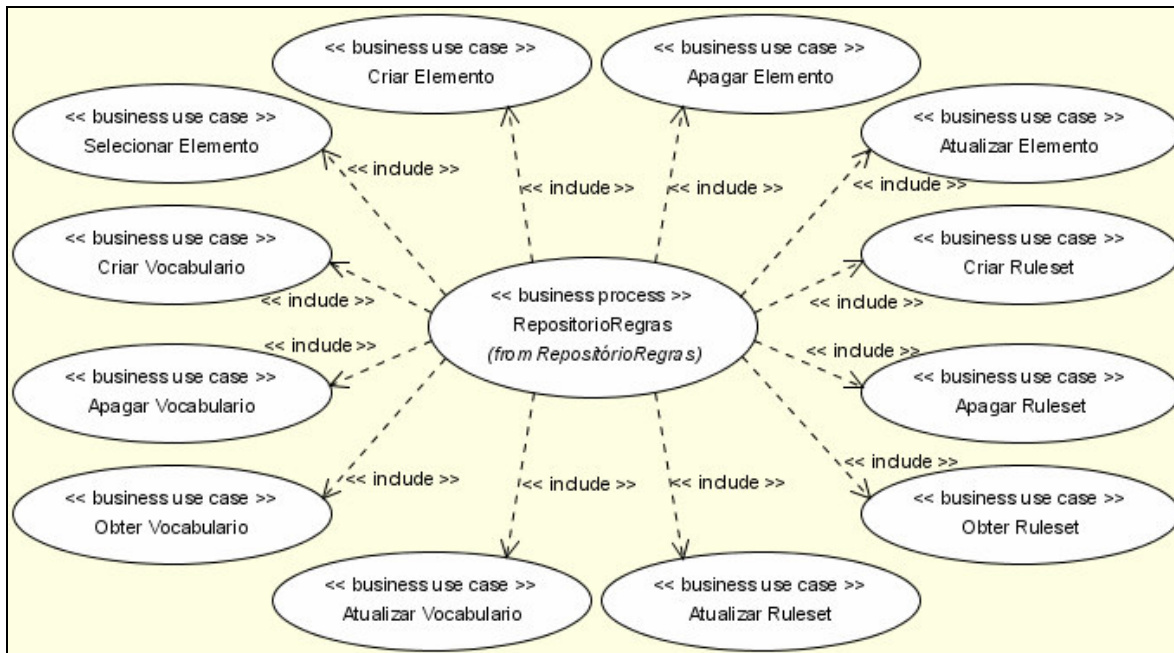 << business use case >>
Criar Elemento
<< business use case >>
Apagar Elemento
<< business use case >>
Selecionar Elemento
<< business use case >>
Atualizar Elemento
<< include >>
<< include >>
<< include >>
<< include >>
<< business use case >>
Criar Vocabulario
<< business use case >>
Criar Ruleset
<< include >>
<< business process >>
RepositorioRegras
(from RepositórioRegras)
<< include >>
<< include >>
<< include >>
<< business use case >>
Apagar Vocabulario
<< business use case >>
Apagar Ruleset
<< include >>
<< include >>
<< include >>
<< include >>
<< business use case >>
Obter Vocabulario
<< business use case >>
Obter Ruleset
<< business use case >>
Atualizar Vocabulario
<< business use case >>
Atualizar Ruleset